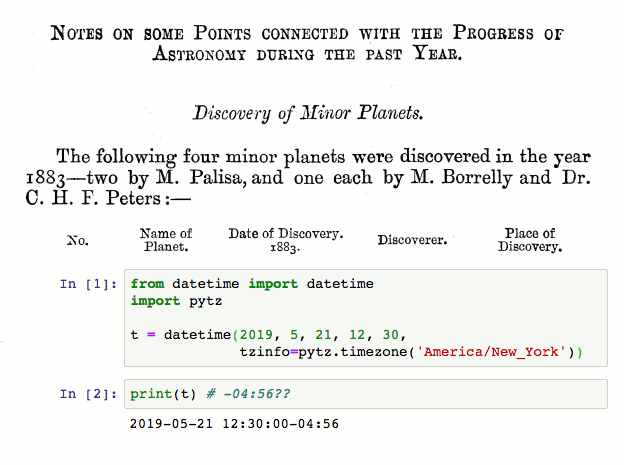 NOTES ON SOME POINTS CONNECTED WITH THE PROGRESS OF
ASTRONOMY DURING THE PAST YEAR.
Discovery of Minor Planets.
The following four minor planets were discovered in the year
1883—two by M. Palisa, and one each by M. Borrelly and Dr.
C. H. F. Peters :—
No. Name of Planet. Date of Discovery. 1883. Discoverer. Place of Discovery.
In [1]: from datetime import datetime
import pytz
t = datetime(2019, 5, 21, 12, 30,
tzinfo=pytz.timezone('America/New_York'))
In [2]: print(t) # -04:56??
2019-05-21 12:30:00-04:56